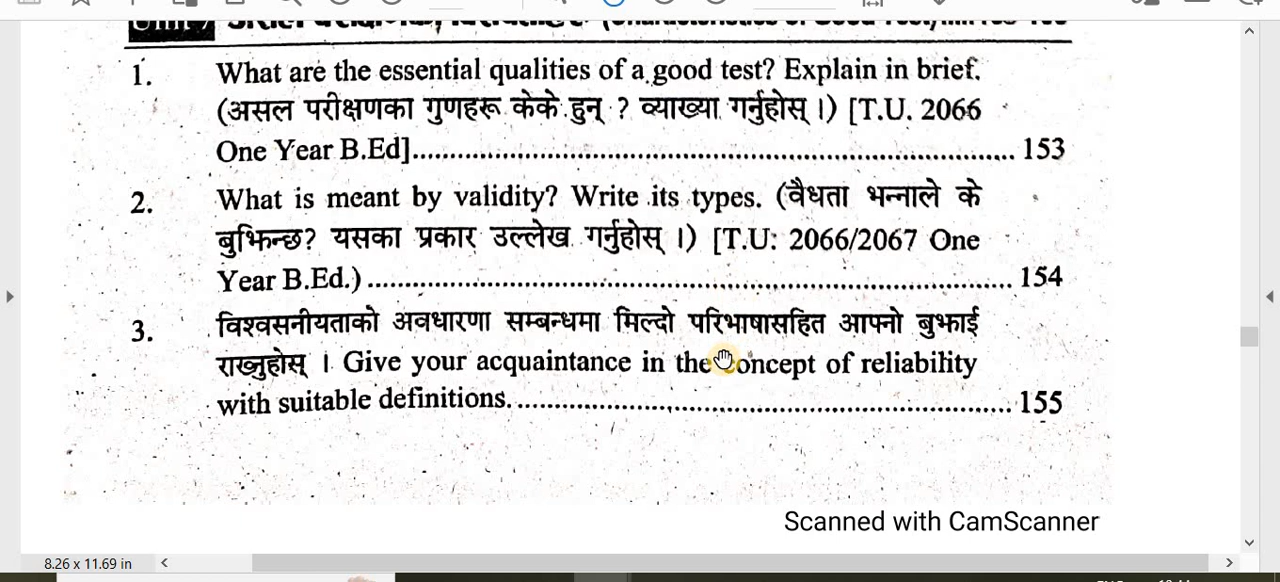 1. What are the essential qualities of a good test? Explain in brief.
(असल परीक्षणका गुणहरू केके हुन् ? व्याख्या गर्नुहोस् ।) [T.U. 2066
One Year B.Ed]........................................................................................ 153
2. What is meant by validity? Write its types. (वैधता भन्नाले के
बुझिन्छ? यसका प्रकार उल्लेख गर्नुहोस् ।) [T.U: 2066/2067 One
Year B.Ed.) ............................................................................................... 154
3. विश्वसनीयताको अवधारणा सम्बन्धमा मिल्दो परिभाषासहित आफ्नो बुझाई
राख्नुहोस् । Give your acquaintance in the concept of reliability
with suitable definitions. ........................................................................ 155
Scanned with CamScanner
8.26 x 11.69 in